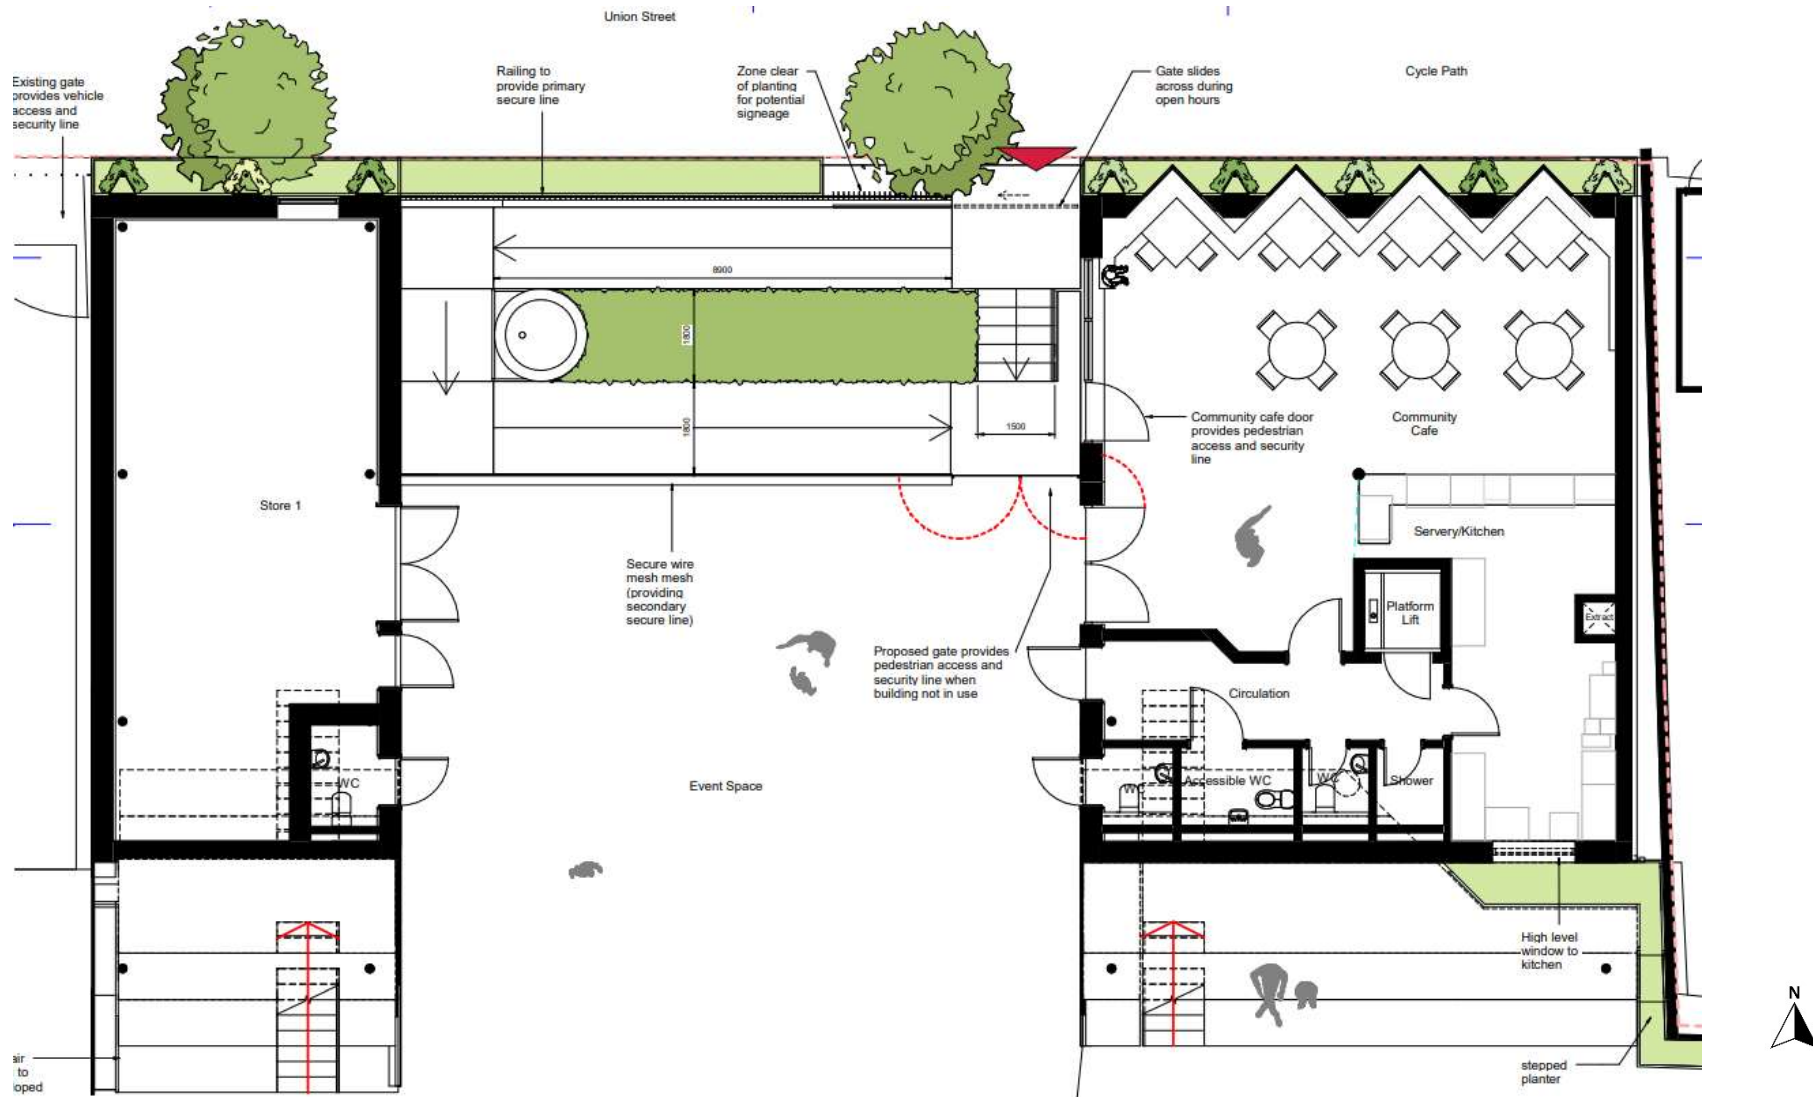 Union Street
Existing gate
provides vehicle
access and
security line
Railing to
provide primary
secure line
Zone clear
of planting
for potential
signeage
Gate slides
across during
open hours
Cycle Path
8900
1800
1800
1500
Community cafe door
provides pedestrian
access and security
line
Community
Cafe
Store 1
Servery/Kitchen
Secure wire
mesh mesh
(providing
secondary
secure line)
Platform
Lift
Extract
Proposed gate provides
pedestrian access and
security line when
building not in use
Circulation
WC
Event Space
WC
Accessible WC
WC
Shower
High level
window to
kitchen
N
air
to
loped
stepped
planter